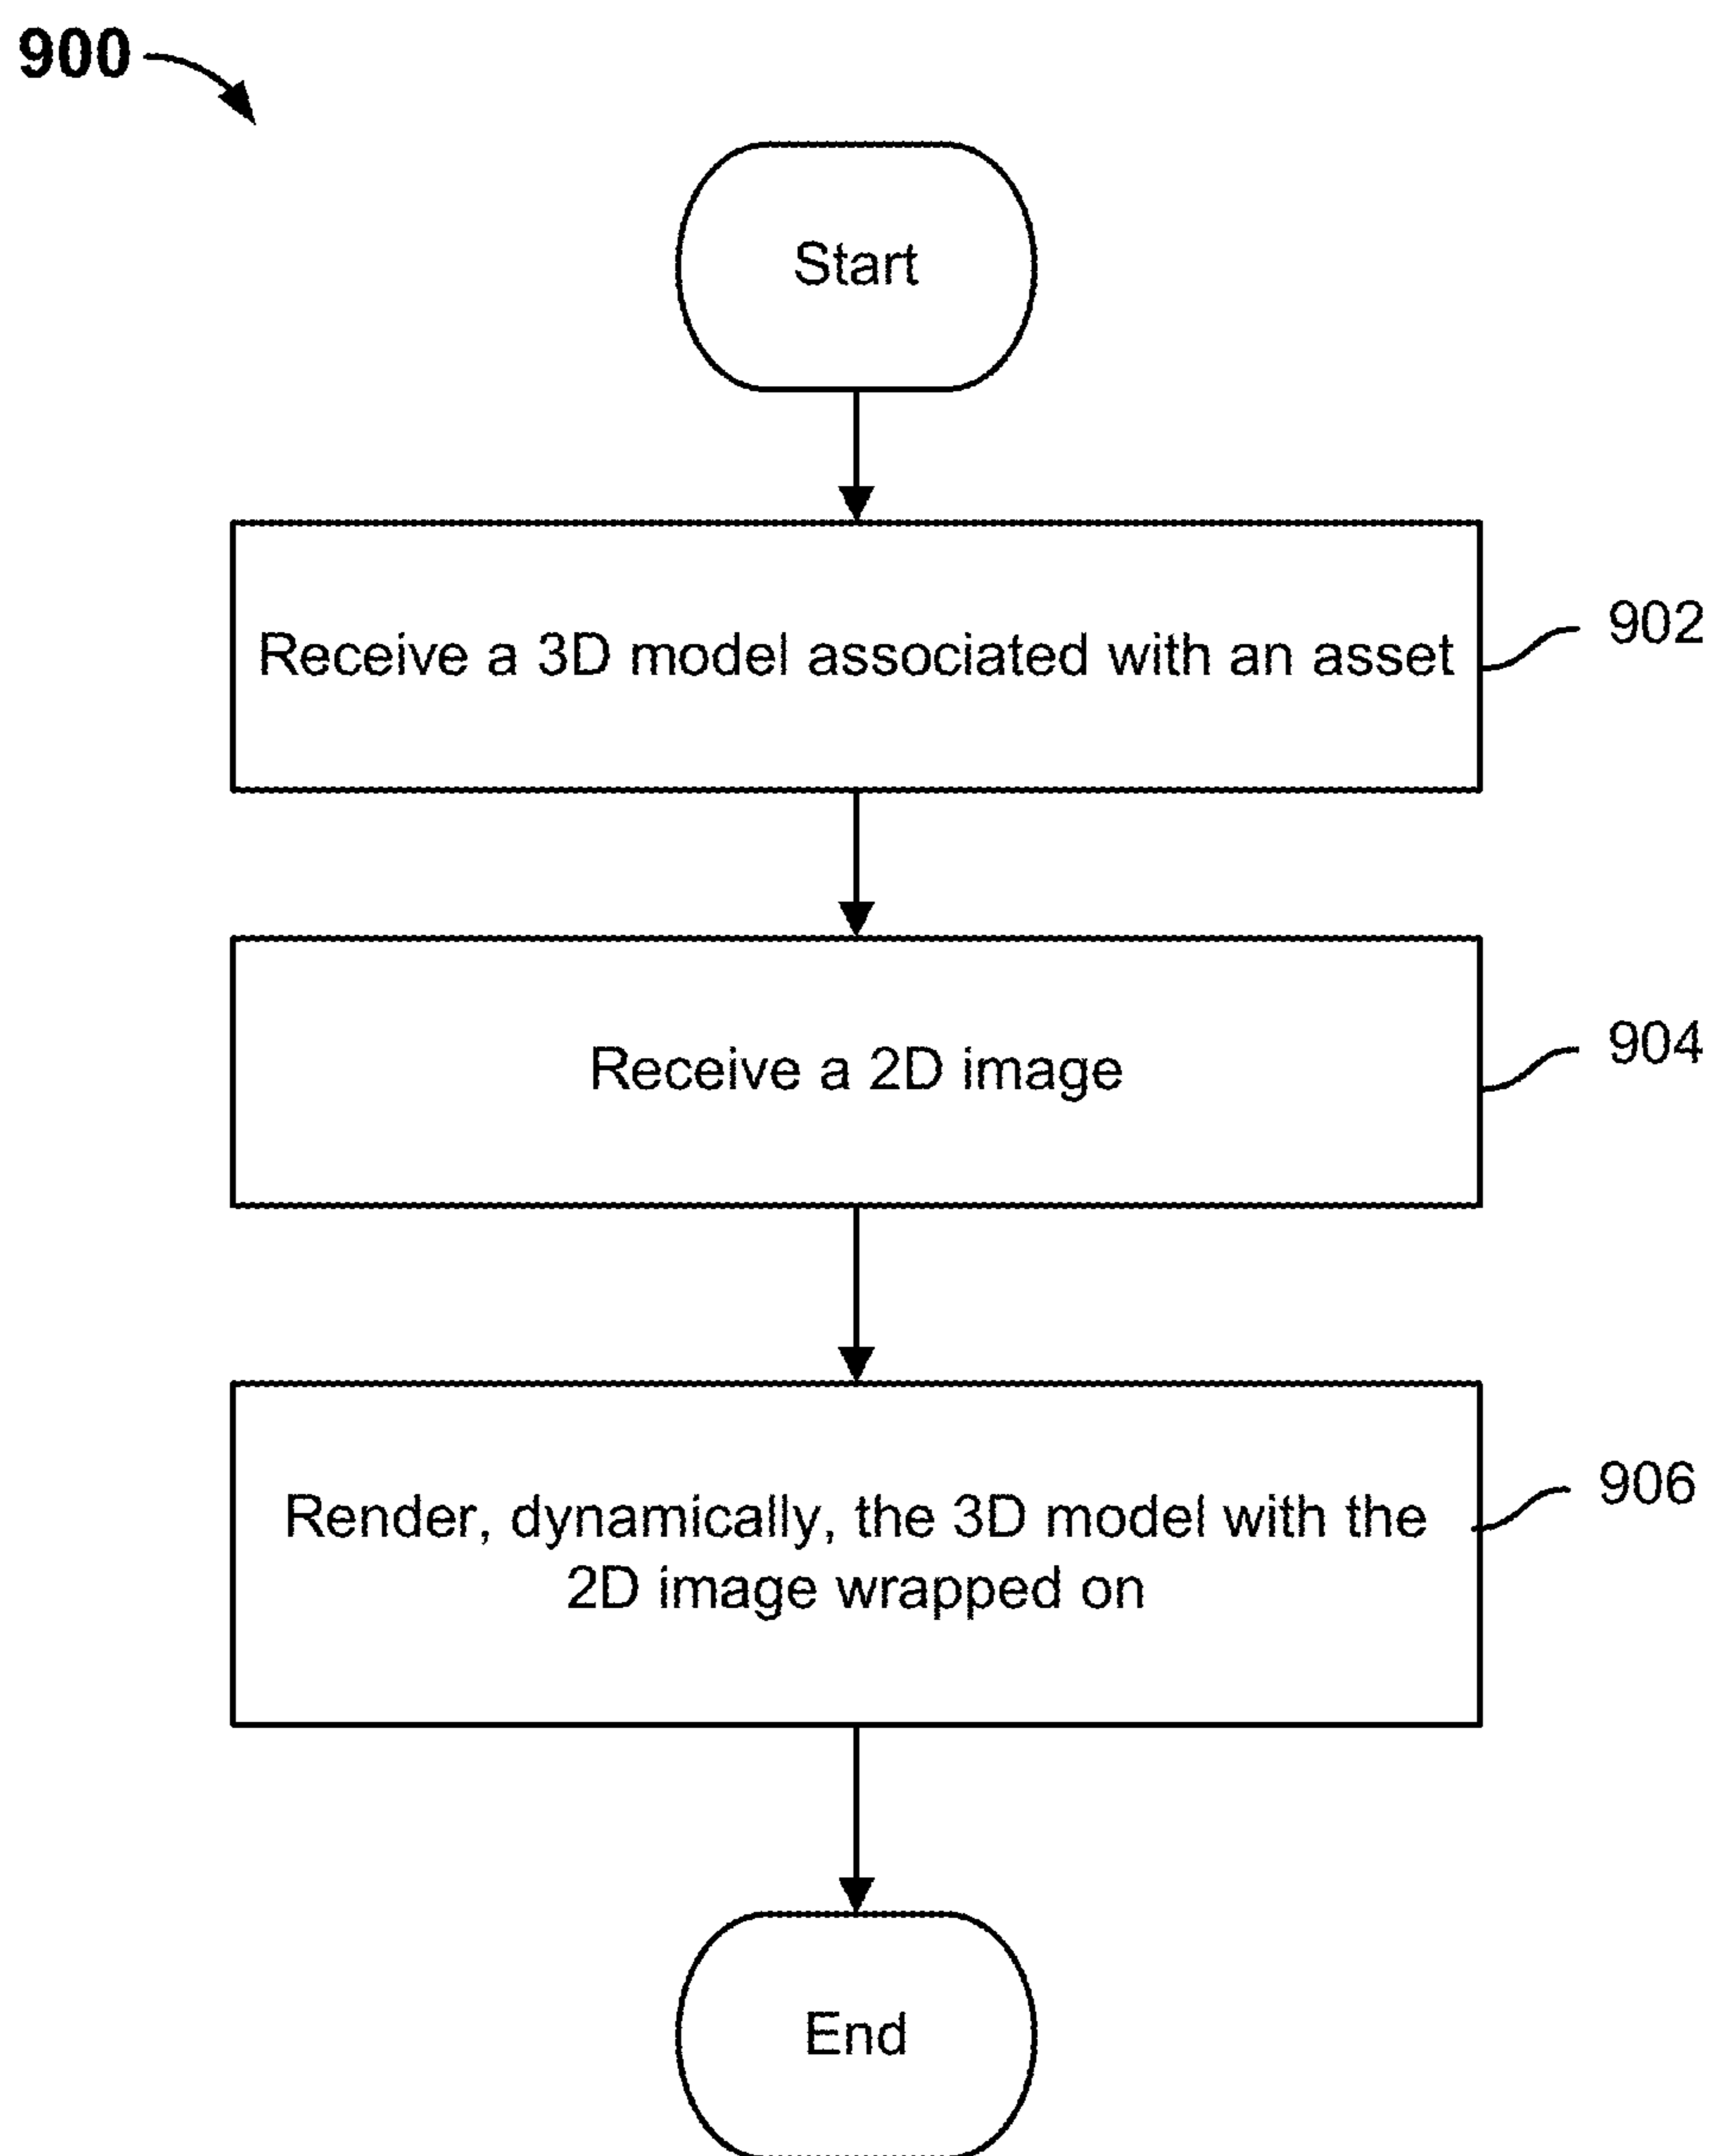 900
Start
Receive a 3D model associated with an asset
902
Receive a 2D image
904
Render, dynamically, the 3D model with the
2D image wrapped on
906
End